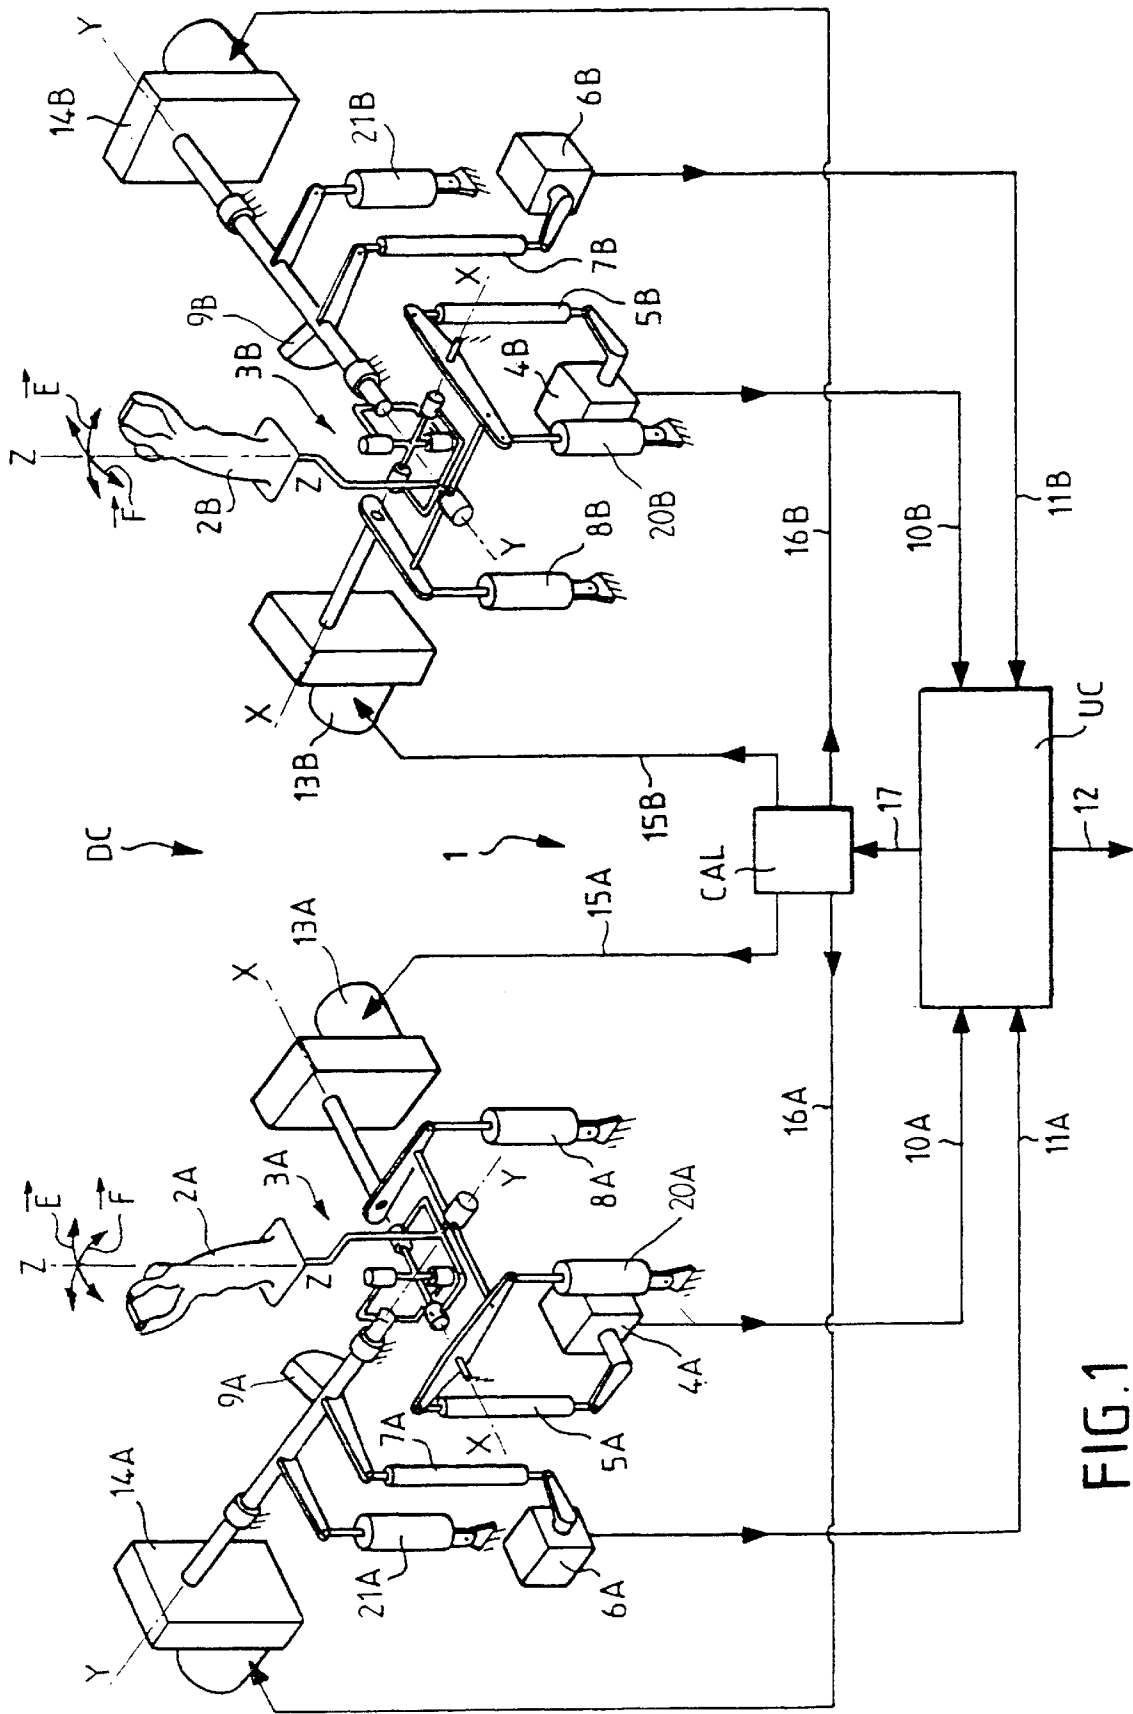 DC
1
Z
E
F
2A
Z
3A
X
13A
14A
Y
9A
7A
21A
6A
X
5A
4A
20A
8A
Y
15A
16A
10A
11A
Z
E
F
2B
Z
3B
9B
Y
14B
21B
6B
7B
X
5B
4B
20B
8B
Y
X
13B
15B
16B
10B
11B
CAL
17
UC
12
FIG.1